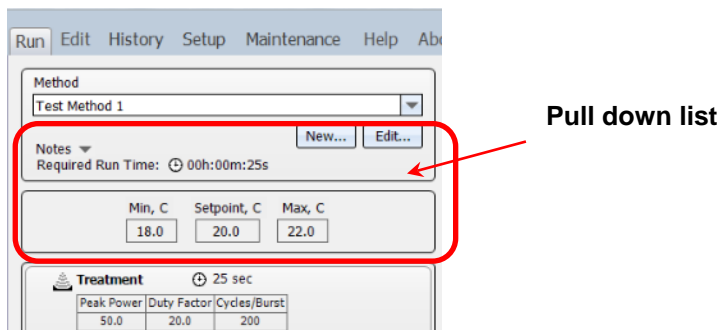 Run Edit History Setup Maintenance Help Ab
Method
Test Method 1
Pull down list
New... Edit...
Notes
Required Run Time: 00h:00m:25s
Min, C Setpoint, C Max, C
18.0 20.0 22.0
Treatment 25 sec
Peak Power Duty Factor Cycles/Burst
50.0 20.0 200